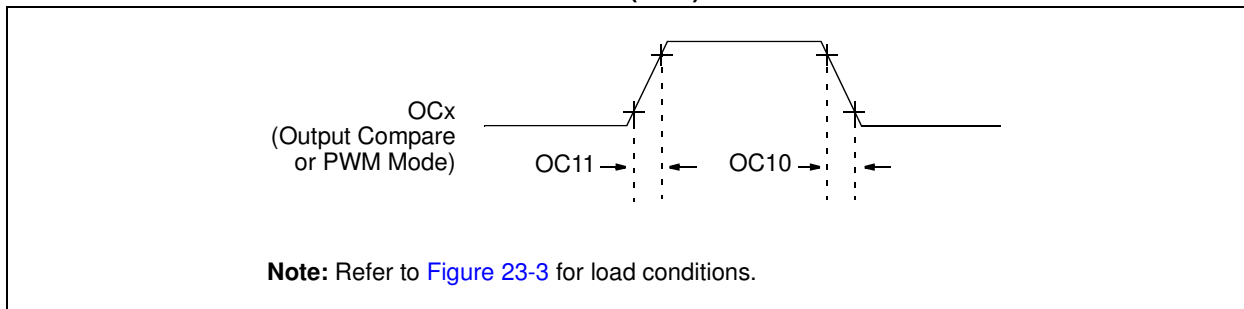 OCx
(Output Compare
or PWM Mode)
OC11 OC10
Note: Refer to Figure 23-3 for load conditions.